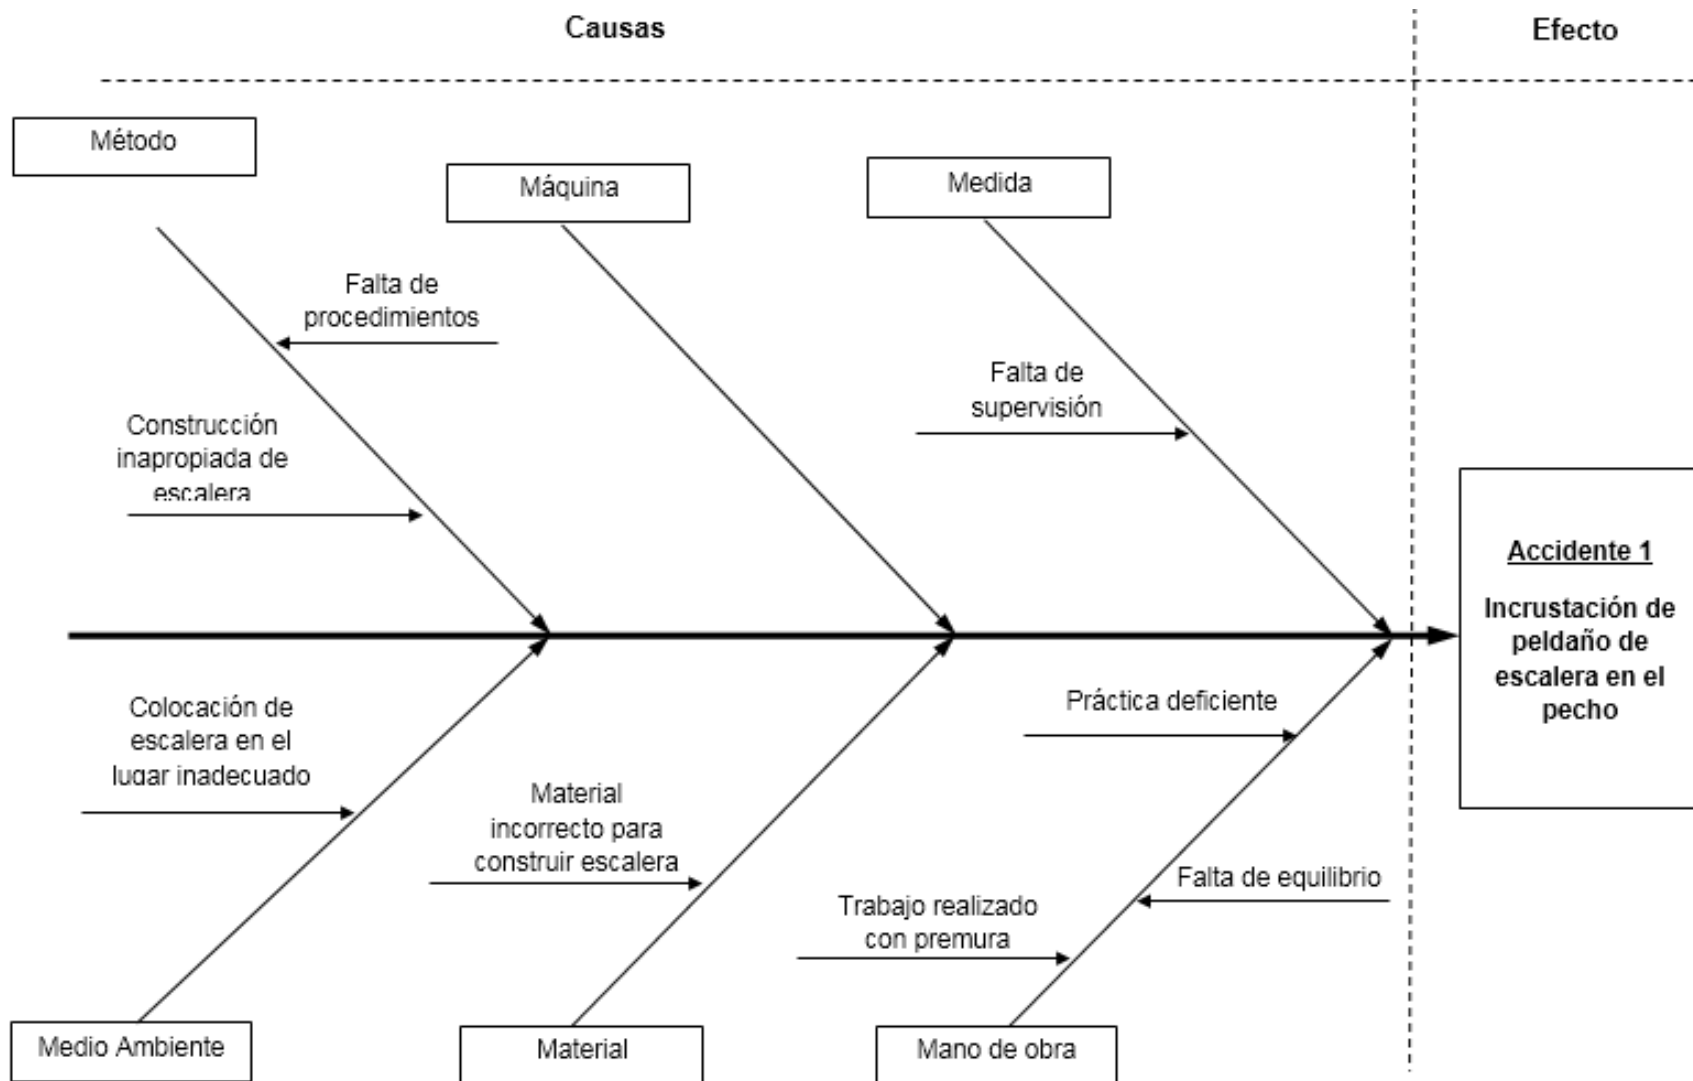 Causas
Efecto
Método
Máquina
Medida
Falta de
procedimientos
Falta de
supervisión
Construcción
inapropiada de
escalera
Accidente 1
Incrustación de
peldaño de
escalera en el
pecho
Colocación de
escalera en el
lugar inadecuado
Práctica deficiente
Material
incorrecto para
construir escalera
Falta de equilibrio
Trabajo realizado
con premura
Medio Ambiente
Material
Mano de obra